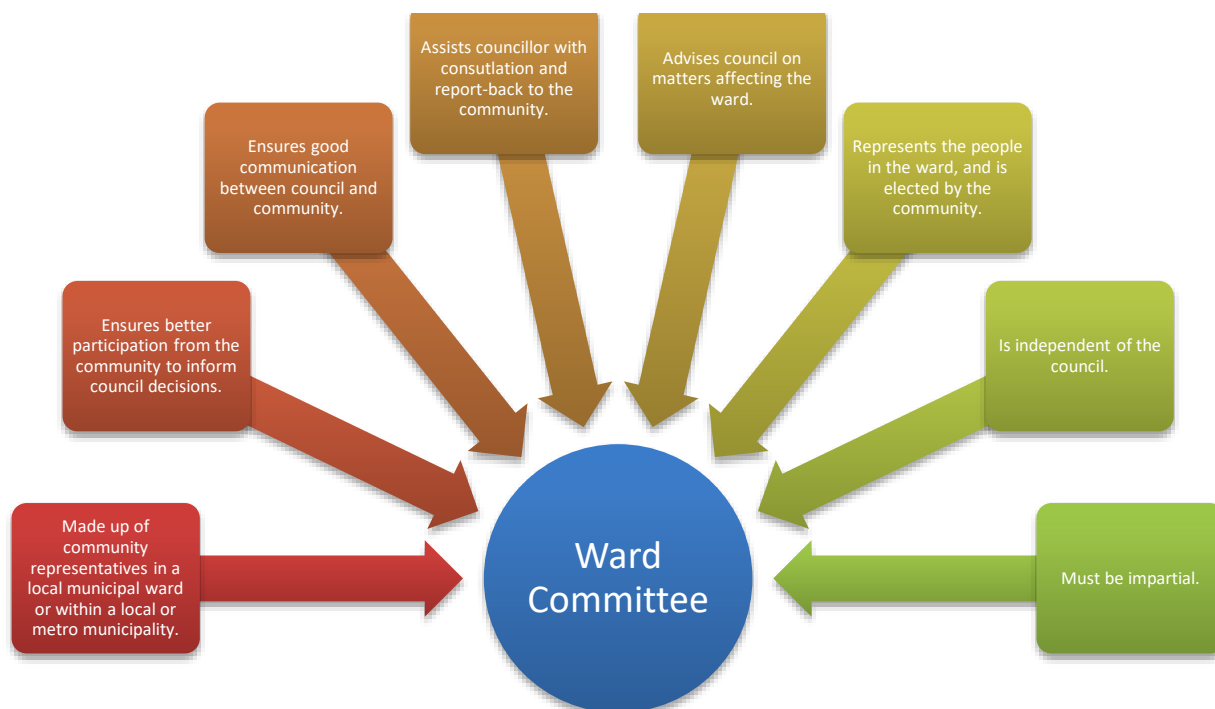 Made up of
community
representatives in a
local municipal ward
or within a local or
metro municipality.
Ensures better
participation from the
community to inform
council decisions.
Ensures good
communication
between council and
community.
Assists councillor with
consutlation and
report-back to the
community.
Advises council on
matters affecting the
ward.
Represents the people
in the ward, and is
elected by the
community.
Is independent of the
council.
Must be impartial.
Ward
Committee